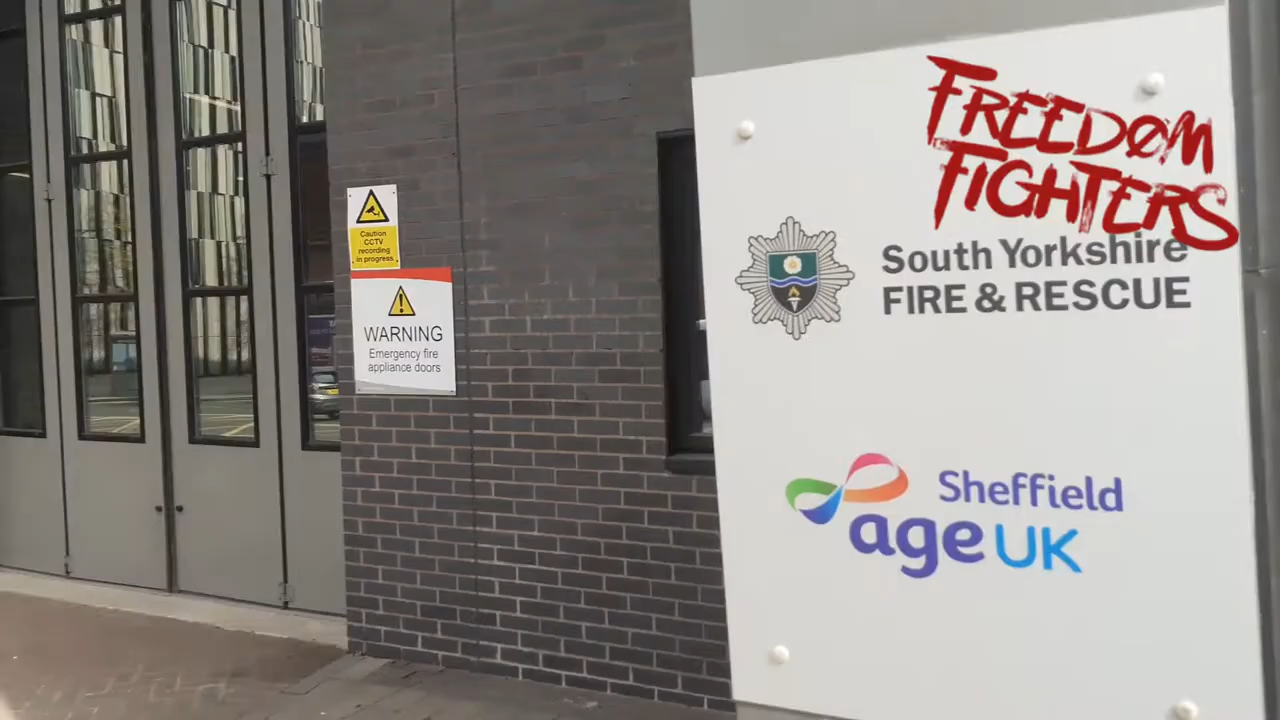 Caution
CCTV
recording
in progress
WARNING
Emergency fire
appliance doors
FREEDOM
FIGHTERS
South Yorkshire
FIRE & RESCUE
Sheffield
age UK